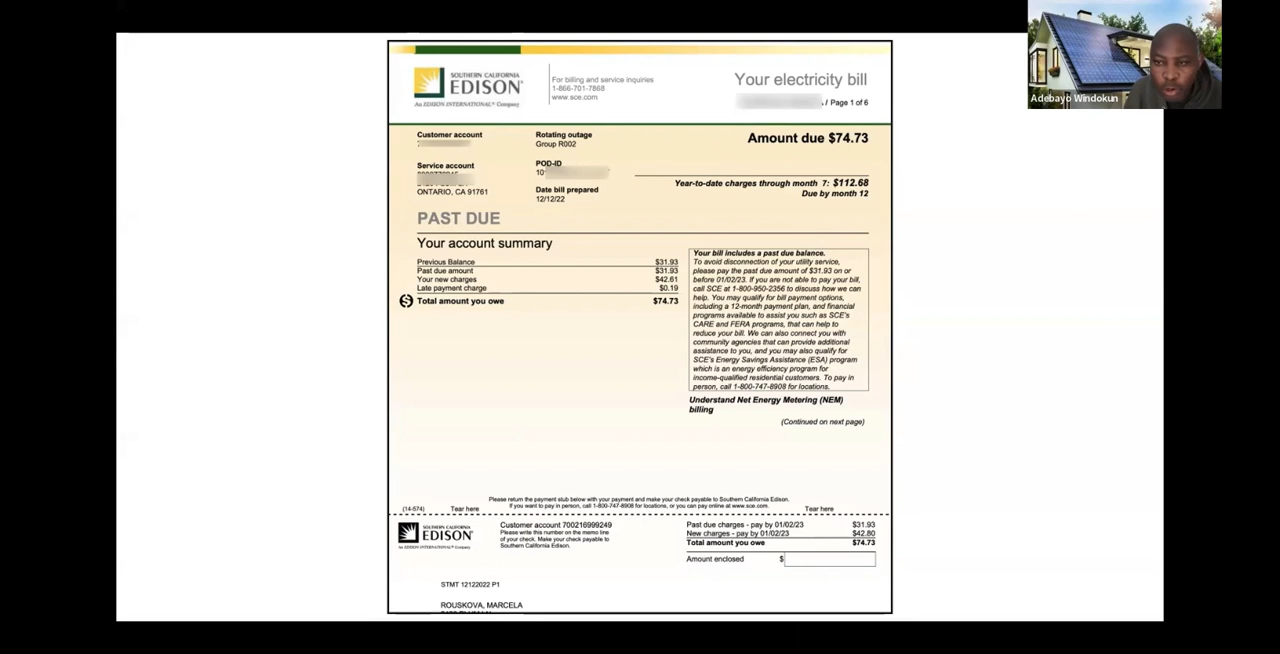 SOUTHERN CALIFORNIA
EDISON
An EDISON INTERNATIONAL® Company
For billing and service inquiries
1-866-701-7868
www.sce.com
Your electricity bill
/ Page 1 of 6
Adebayo Windokun
Customer account
Rotating outage
Group R002
Amount due $74.73
Service account
ONTARIO, CA 91761
POD-ID
10
Date bill prepared
12/12/22
Year-to-date charges through month 7: $112.68
Due by month 12
PAST DUE
Your account summary
Previous Balance $31.93
Past due amount $31.93
Your new charges $42.61
Late payment charge $0.19
Total amount you owe $74.73
Your bill includes a past due balance.
To avoid disconnection of your utility service,
please pay the past due amount of $31.93 on or
before 01/02/23. If you are not able to pay your bill,
call SCE at 1-800-950-2356 to discuss how we can
help. You may qualify for bill payment options,
including a 12-month payment plan, and financial
programs available to assist you such as SCE's
CARE and FERA programs, that can help to
reduce your bill. We can also connect you with
community agencies that can provide additional
assistance to you, and you may also qualify for
SCE's Energy Savings Assistance (ESA) program
which is an energy efficiency program for
income-qualified residential customers. To pay in
person, call 1-800-747-8908 for locations.
Understand Net Energy Metering (NEM)
billing
(Continued on next page)
Please return the payment stub below with your payment and make your check payable to Southern California Edison.
If you want to pay in person, call 1-800-747-8908 for locations, or you can pay online at www.sce.com.
(14-574) Tear here Tear here
SOUTHERN CALIFORNIA
EDISON
An EDISON INTERNATIONAL® Company
Customer account 700216999249
Please write this number on the memo line
of your check. Make your check payable to
Southern California Edison.
Past due charges - pay by 01/02/23 $31.93
New charges - pay by 01/02/23 $42.80
Total amount you owe $74.73
Amount enclosed $
STMT 12122022 P1
ROUSKOVA, MARCELA